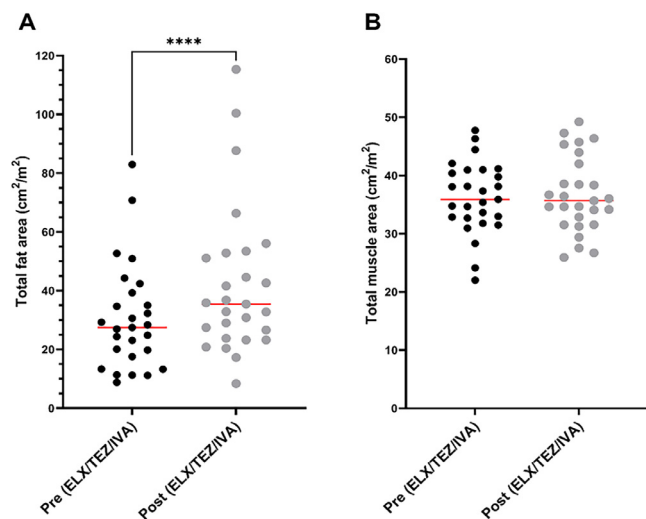 A
****
Total fat area (cm²/m²)
120
100
80
60
40
20
0
Pre (ELX/TEZ/IVA)
Post (ELX/TEZ/IVA)
B
Total muscle area (cm²/m²)
60
50
40
30
20
10
0
Pre (ELX/TEZ/IVA)
Post (ELX/TEZ/IVA)